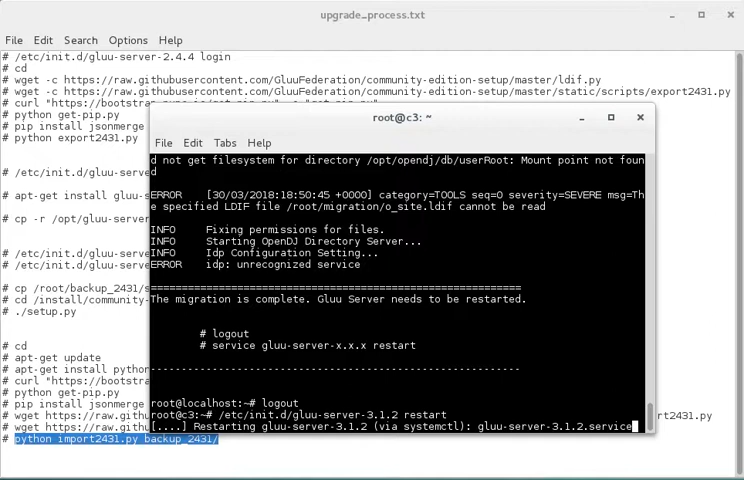 upgrade_process.txt
File Edit Search Options Help
# /etc/init.d/gluu-server-2.4.4 login
# cd
# wget -c https://raw.githubusercontent.com/GluuFederation/community-edition-setup/master/ldif.py
# wget -c https://raw.githubusercontent.com/GluuFederation/community-edition-setup/master/static/scripts/export2431.py
# curl "https://bootstrap
# python get-pip.py
# pip install jsonmerge
# python export2431.py
# /etc/init.d/gluu-serve
# apt-get install gluu-s
# cp -r /opt/gluu-server
# /etc/init.d/gluu-serve
# /etc/init.d/gluu-serve
# cp /root/backup_2431/s
# cd /install/community-
# ./setup.py
# cd
# apt-get update
# apt-get install python
# curl "https://bootstra
# python get-pip.py
# pip install jsonmerge
# wget https://raw.githu
# wget https://raw.githu
ort2431.py
# python import2431.py backup_2431/
root@c3: ~
File Edit Tabs Help
d not get filesystem for directory /opt/opendj/db/userRoot: Mount point not foun
d
ERROR [30/03/2018:18:50:45 +0000] category=TOOLS seq=0 severity=SEVERE msg=Th
e specified LDIF file /root/migration/o_site.ldif cannot be read
INFO Fixing permissions for files.
INFO Starting OpenDJ Directory Server...
INFO Idp Configuration Setting...
ERROR idp: unrecognized service
============================================================
The migration is complete. Gluu Server needs to be restarted.
# logout
# service gluu-server-x.x.x restart
------------------------------------------------------------
root@localhost:~# logout
root@c3:~# /etc/init.d/gluu-server-3.1.2 restart
[....] Restarting gluu-server-3.1.2 (via systemctl): gluu-server-3.1.2.service